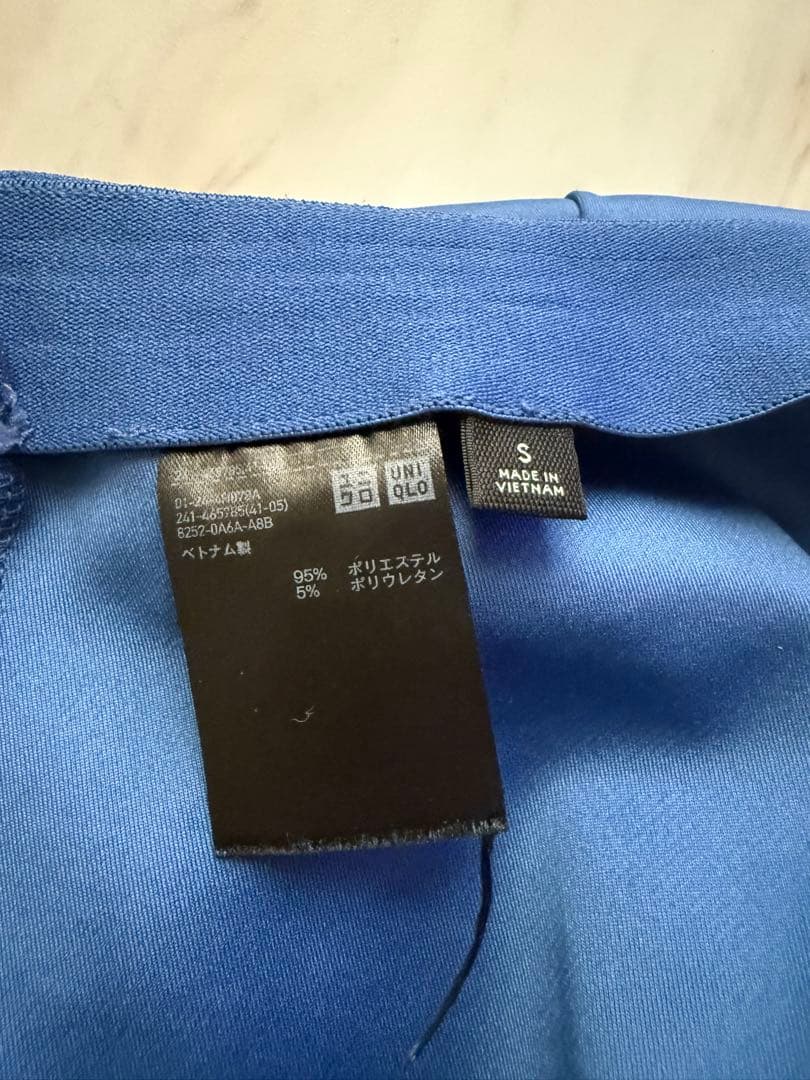 241-465785(41-05)
8252-0A6A-A8B
ベトナム製
ユニ
クロ
UNI
QLO
95% ポリエステル
5% ポリウレタン
S
MADE IN
VIETNAM